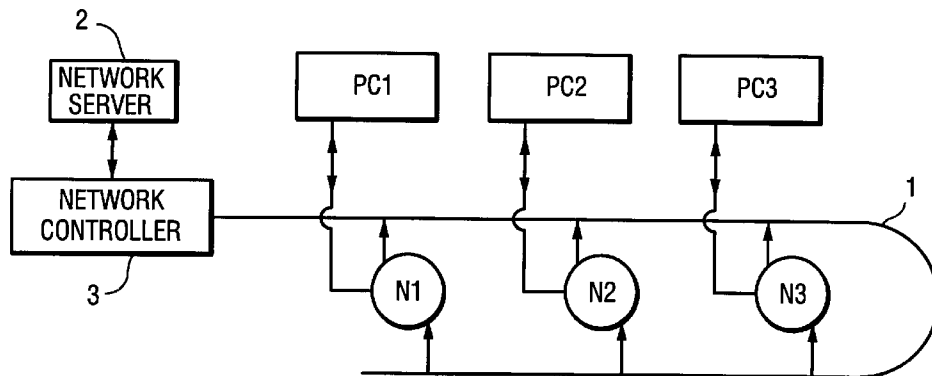 2
NETWORK
SERVER
PC1
PC2
PC3
NETWORK
CONTROLLER
3
1
N1
N2
N3